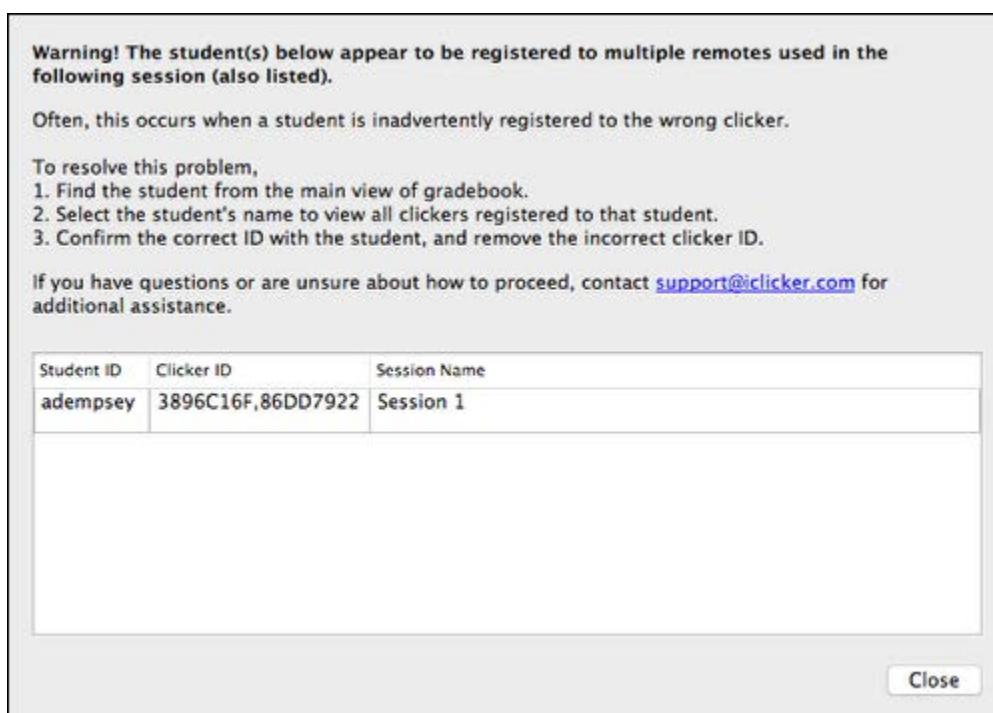 Warning! The student(s) below appear to be registered to multiple remotes used in the
following session (also listed).
Often, this occurs when a student is inadvertently registered to the wrong clicker.
To resolve this problem,
1. Find the student from the main view of gradebook.
2. Select the student's name to view all clickers registered to that student.
3. Confirm the correct ID with the student, and remove the incorrect clicker ID.
If you have questions or are unsure about how to proceed, contact support@iclicker.com for
additional assistance.
Student ID Clicker ID Session Name
adempsey 3896C16F,86DD7922 Session 1
Close